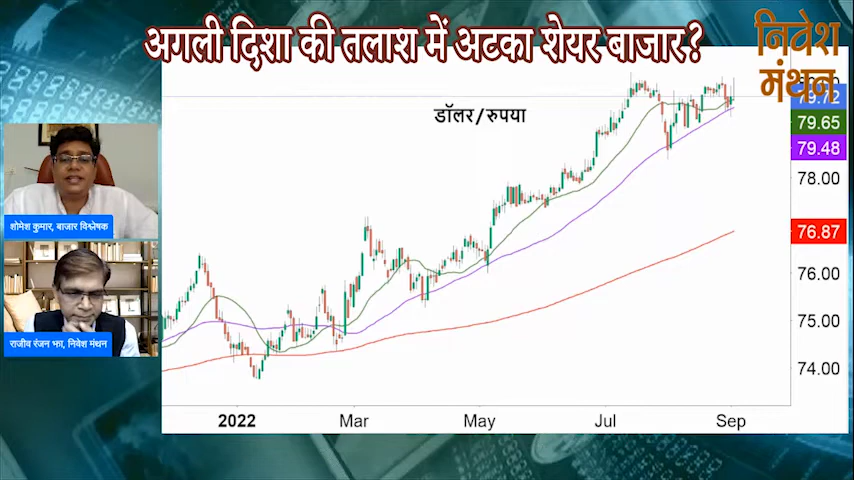 अगली दिशा की तलाश में अटका शेयर बाजार?
निवेश
मंथन
डॉलर/रुपया
79.72
79.65
79.48
78.00
76.87
76.00
75.00
74.00
शोमेश कुमार, बाजार विश्लेषक
राजीव रंजन झा, निवेश मंथन
2022 Mar May Jul Sep